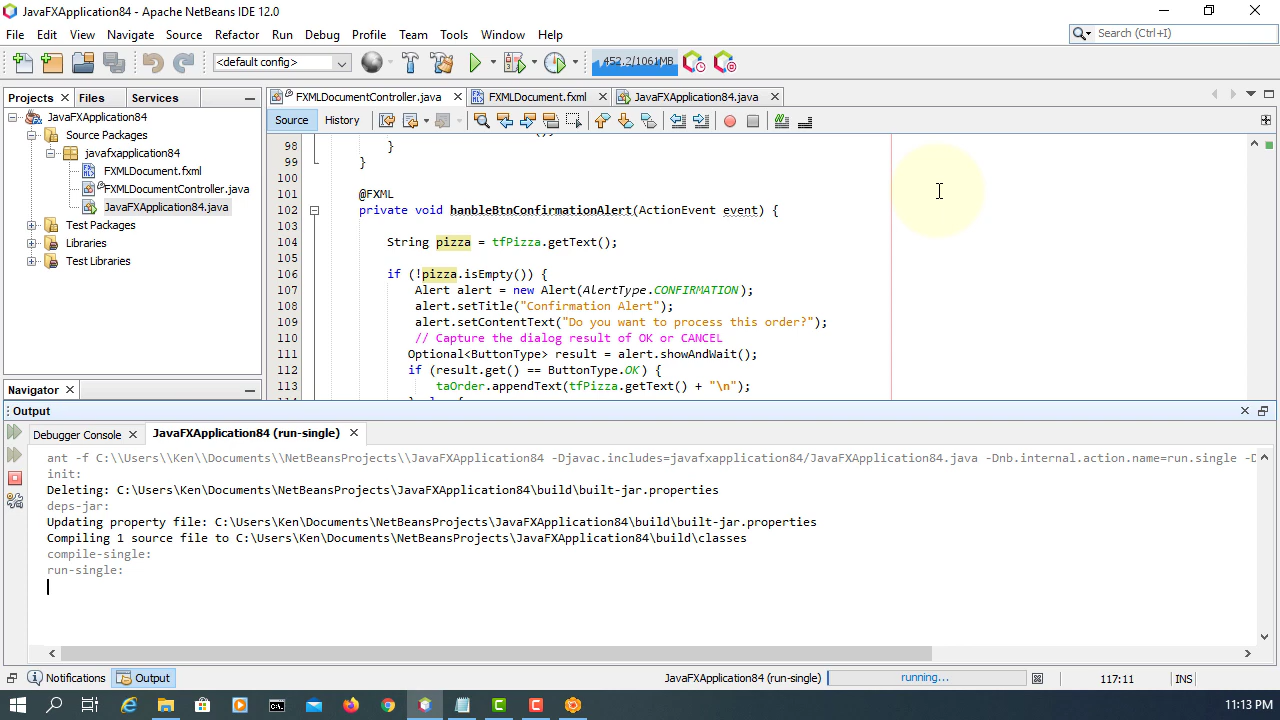 JavaFXApplication84 - Apache NetBeans IDE 12.0
File Edit View Navigate Source Refactor Run Debug Profile Team Tools Window Help
Search (Ctrl+I)
<default config>
452.2/1061MB
Projects Files Services
FXMLDocumentController.java FXMLDocument.fxml JavaFXApplication84.java
Source History
JavaFXApplication84
Source Packages
javafxapplication84
FXMLDocument.fxml
FXMLDocumentController.java
JavaFXApplication84.java
Test Packages
Libraries
Test Libraries
Navigator
98 }
99 }
100
101 @FXML
102 private void hanbleBtnConfirmationAlert(ActionEvent event) {
103
104 String pizza = tfPizza.getText();
105
106 if (!pizza.isEmpty()) {
107 Alert alert = new Alert(AlertType.CONFIRMATION);
108 alert.setTitle("Confirmation Alert");
109 alert.setContentText("Do you want to process this order?");
110 // Capture the dialog result of OK or CANCEL
111 Optional<ButtonType> result = alert.showAndWait();
112 if (result.get() == ButtonType.OK) {
113 taOrder.appendText(tfPizza.getText() + "\n");
Output
Debugger Console JavaFXApplication84 (run-single)
ant -f C:\\Users\\Ken\\Documents\\NetBeansProjects\\JavaFXApplication84 -Djavac.includes=javafxapplication84/JavaFXApplication84.java -Dnb.internal.action.name=run.single -D
init:
Deleting: C:\Users\Ken\Documents\NetBeansProjects\JavaFXApplication84\build\built-jar.properties
deps-jar:
Updating property file: C:\Users\Ken\Documents\NetBeansProjects\JavaFXApplication84\build\built-jar.properties
Compiling 1 source file to C:\Users\Ken\Documents\NetBeansProjects\JavaFXApplication84\build\classes
compile-single:
run-single:
Notifications Output
JavaFXApplication84 (run-single) running... 117:11 INS
11:13 PM